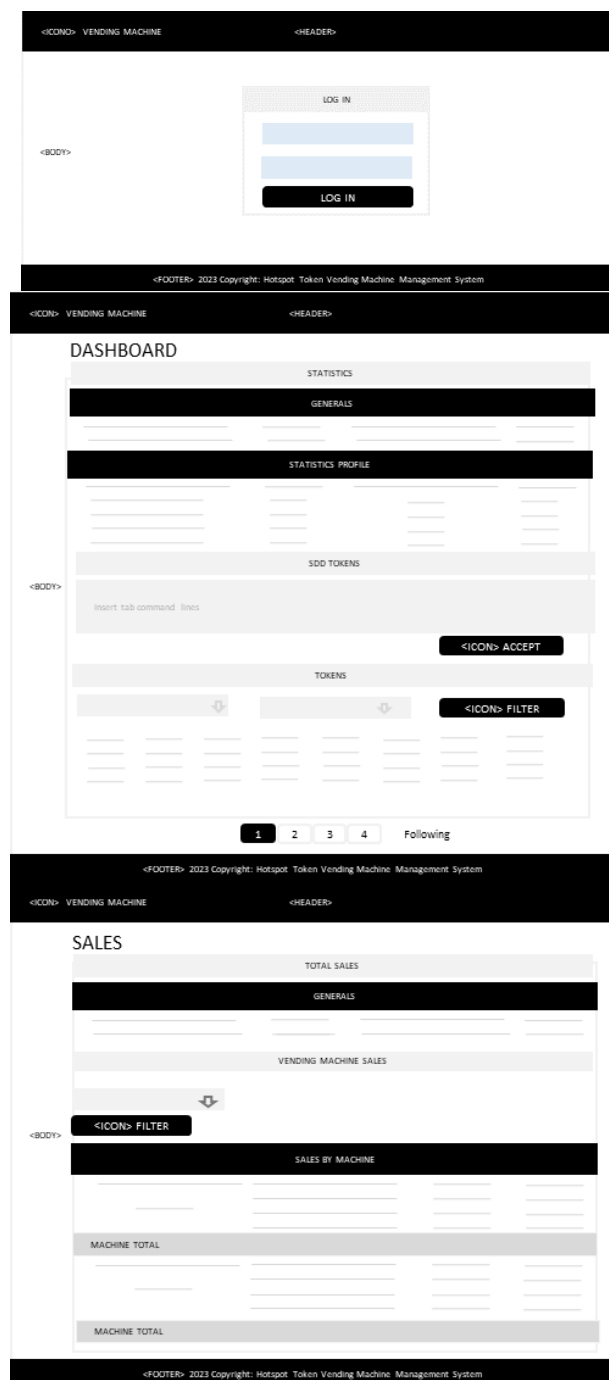 <ICONO> VENDING MACHINE <HEADER>
LOG IN
<BODY>
LOG IN
<FOOTER> 2023 Copyright: Hotspot Token Vending Machine Management System
<ICON> VENDING MACHINE <HEADER>
DASHBOARD
STATISTICS
GENERALS
STATISTICS PROFILE
SDD TOKENS
<BODY>
Insert tab command lines
<ICON> ACCEPT
TOKENS
<ICON> FILTER
1 2 3 4 Following
<FOOTER> 2023 Copyright: Hotspot Token Vending Machine Management System
<ICON> VENDING MACHINE <HEADER>
SALES
TOTAL SALES
GENERALS
VENDING MACHINE SALES
<ICON> FILTER
<BODY>
SALES BY MACHINE
MACHINE TOTAL
MACHINE TOTAL
<FOOTER> 2023 Copyright: Hotspot Token Vending Machine Management System